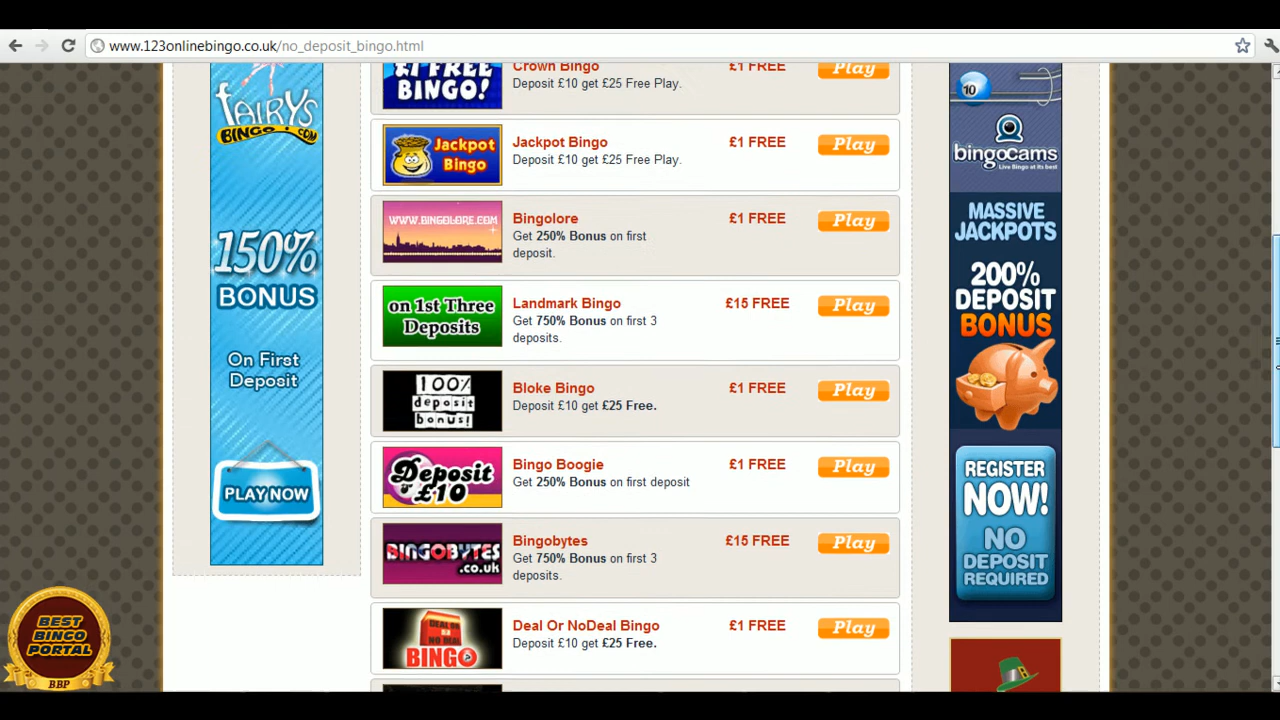 www.123onlinebingo.co.uk/no_deposit_bingo.html
fairys
BINGO.COM
150%
BONUS
On First
Deposit
PLAY NOW
BEST
BINGO
PORTAL
BBP
£1 FREE
BINGO!
Crown Bingo
Deposit £10 get £25 Free Play.
£1 FREE
Play
Jackpot
Bingo
Jackpot Bingo
Deposit £10 get £25 Free Play.
£1 FREE
Play
WWW.BINGOLORE.COM
Bingolore
Get 250% Bonus on first
deposit.
£1 FREE
Play
on 1st Three
Deposits
Landmark Bingo
Get 750% Bonus on first 3
deposits.
£15 FREE
Play
100%
deposit
bonus!
Bloke Bingo
Deposit £10 get £25 Free.
£1 FREE
Play
Deposit
£10
Bingo Boogie
Get 250% Bonus on first deposit
£1 FREE
Play
BINGOBYTES
.co.uk
Bingobytes
Get 750% Bonus on first 3
deposits.
£15 FREE
Play
DEAL OR
NO DEAL
BINGO
Deal Or NoDeal Bingo
Deposit £10 get £25 Free.
£1 FREE
Play
10
bingocams
Live Bingo at its best
MASSIVE
JACKPOTS
200%
DEPOSIT
BONUS
REGISTER
NOW!
NO
DEPOSIT
REQUIRED